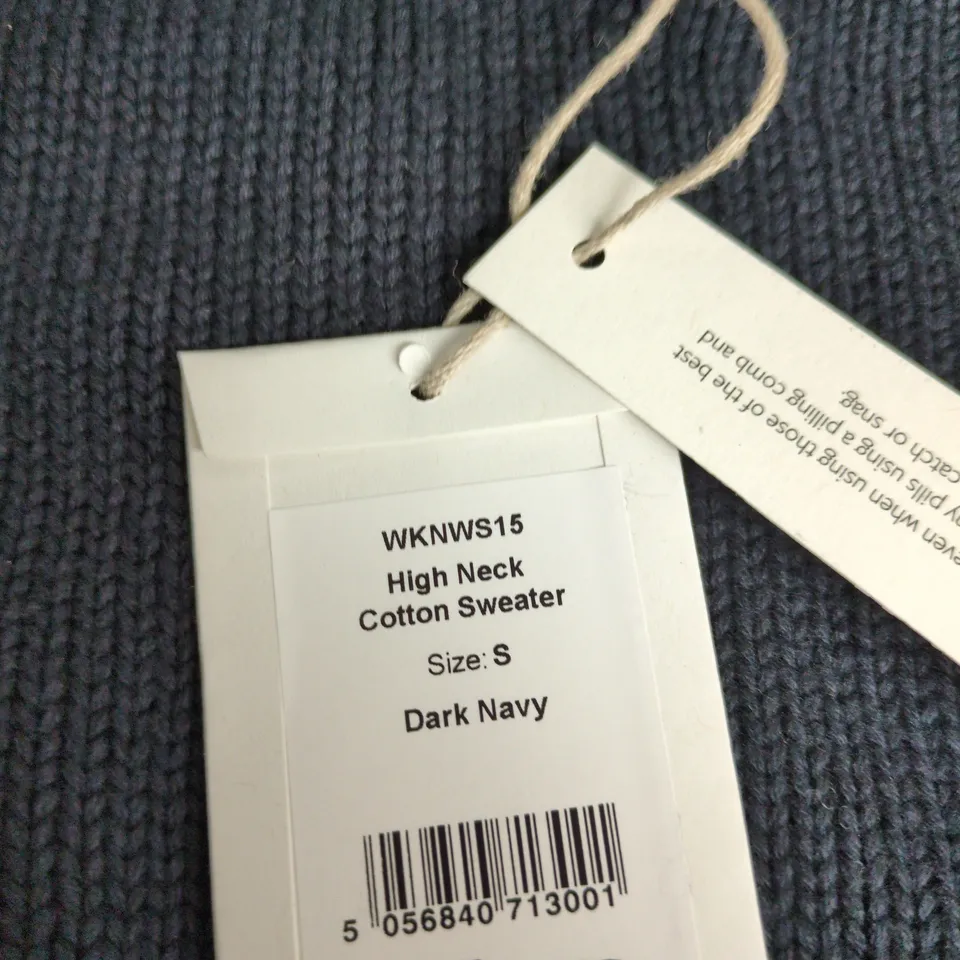 WKNWS15
High Neck
Cotton Sweater
Size: S
Dark Navy
5 056840 713001
even when using those of the best
pills using a pilling comb and
catch or snag.